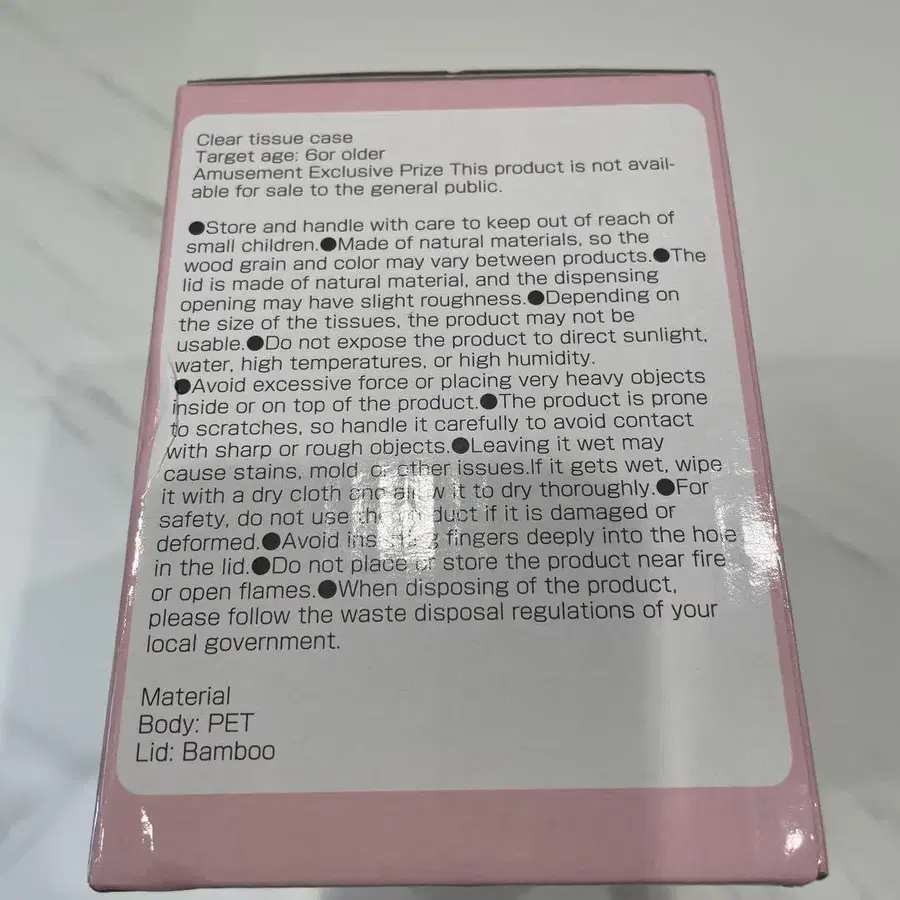 Clear tissue case
Target age: 6or older
Amusement Exclusive Prize This product is not avail-
able for sale to the general public.
●Store and handle with care to keep out of reach of
small children.●Made of natural materials, so the
wood grain and color may vary between products.●The
lid is made of natural material, and the dispensing
opening may have slight roughness.●Depending on
the size of the tissues, the product may not be
usable.●Do not expose the product to direct sunlight,
water, high temperatures, or high humidity.
●Avoid excessive force or placing very heavy objects
inside or on top of the product.●The product is prone
to scratches, so handle it carefully to avoid contact
with sharp or rough objects.●Leaving it wet may
cause stains, mold, or other issues.If it gets wet, wipe
it with a dry cloth and allow it to dry thoroughly.●For
safety, do not use the product if it is damaged or
deformed.●Avoid inserting fingers deeply into the hole
in the lid.●Do not place or store the product near fire
or open flames.●When disposing of the product,
please follow the waste disposal regulations of your
local government.
Material
Body: PET
Lid: Bamboo